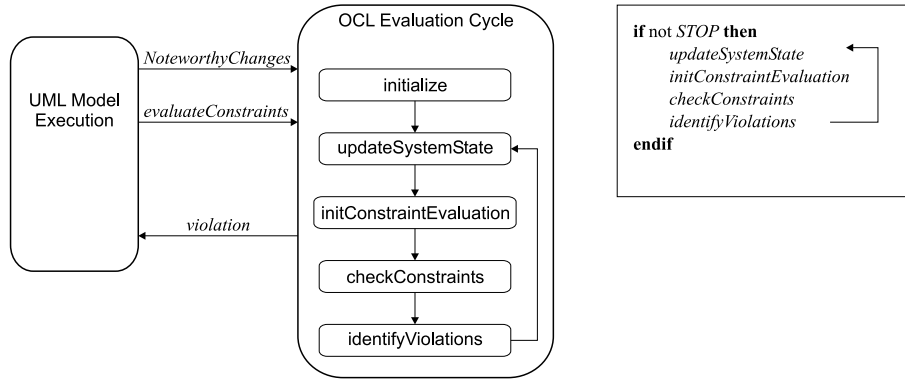 OCL Evaluation Cycle
UML Model
Execution
NoteworthyChanges
evaluateConstraints
violation
initialize
updateSystemState
initConstraintEvaluation
checkConstraints
identifyViolations
if not STOP then
updateSystemState
initConstraintEvaluation
checkConstraints
identifyViolations
endif